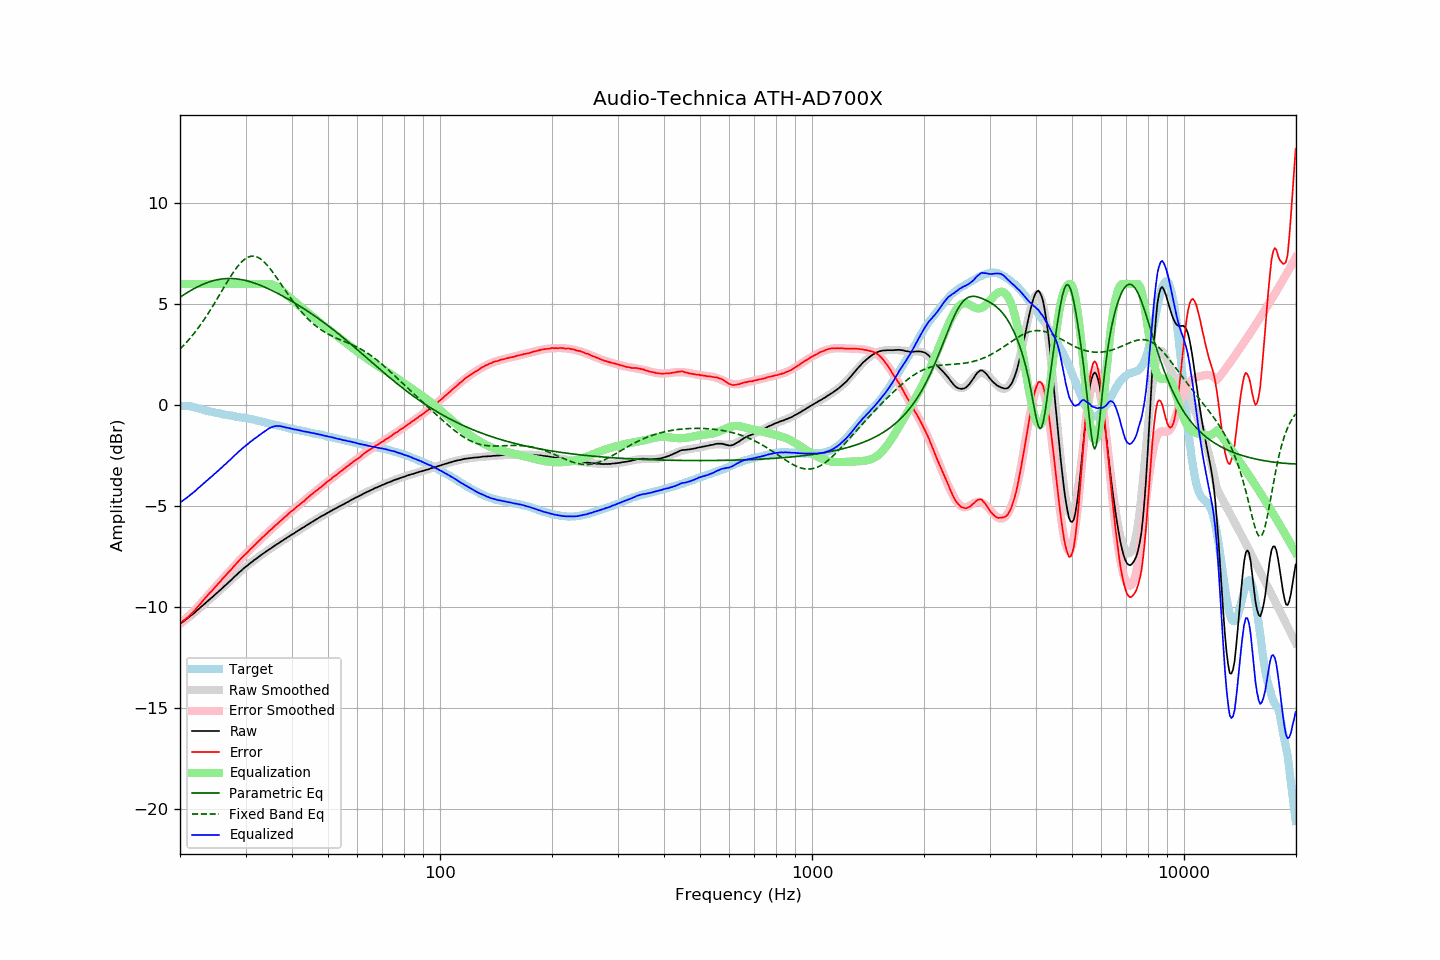 Audio-Technica ATH-AD700X
Amplitude (dBr)
10
5
0
−5
−10
−15
−20
Target
Raw Smoothed
Error Smoothed
Raw
Error
Equalization
Parametric Eq
Fixed Band Eq
Equalized
100
1000
10000
Frequency (Hz)